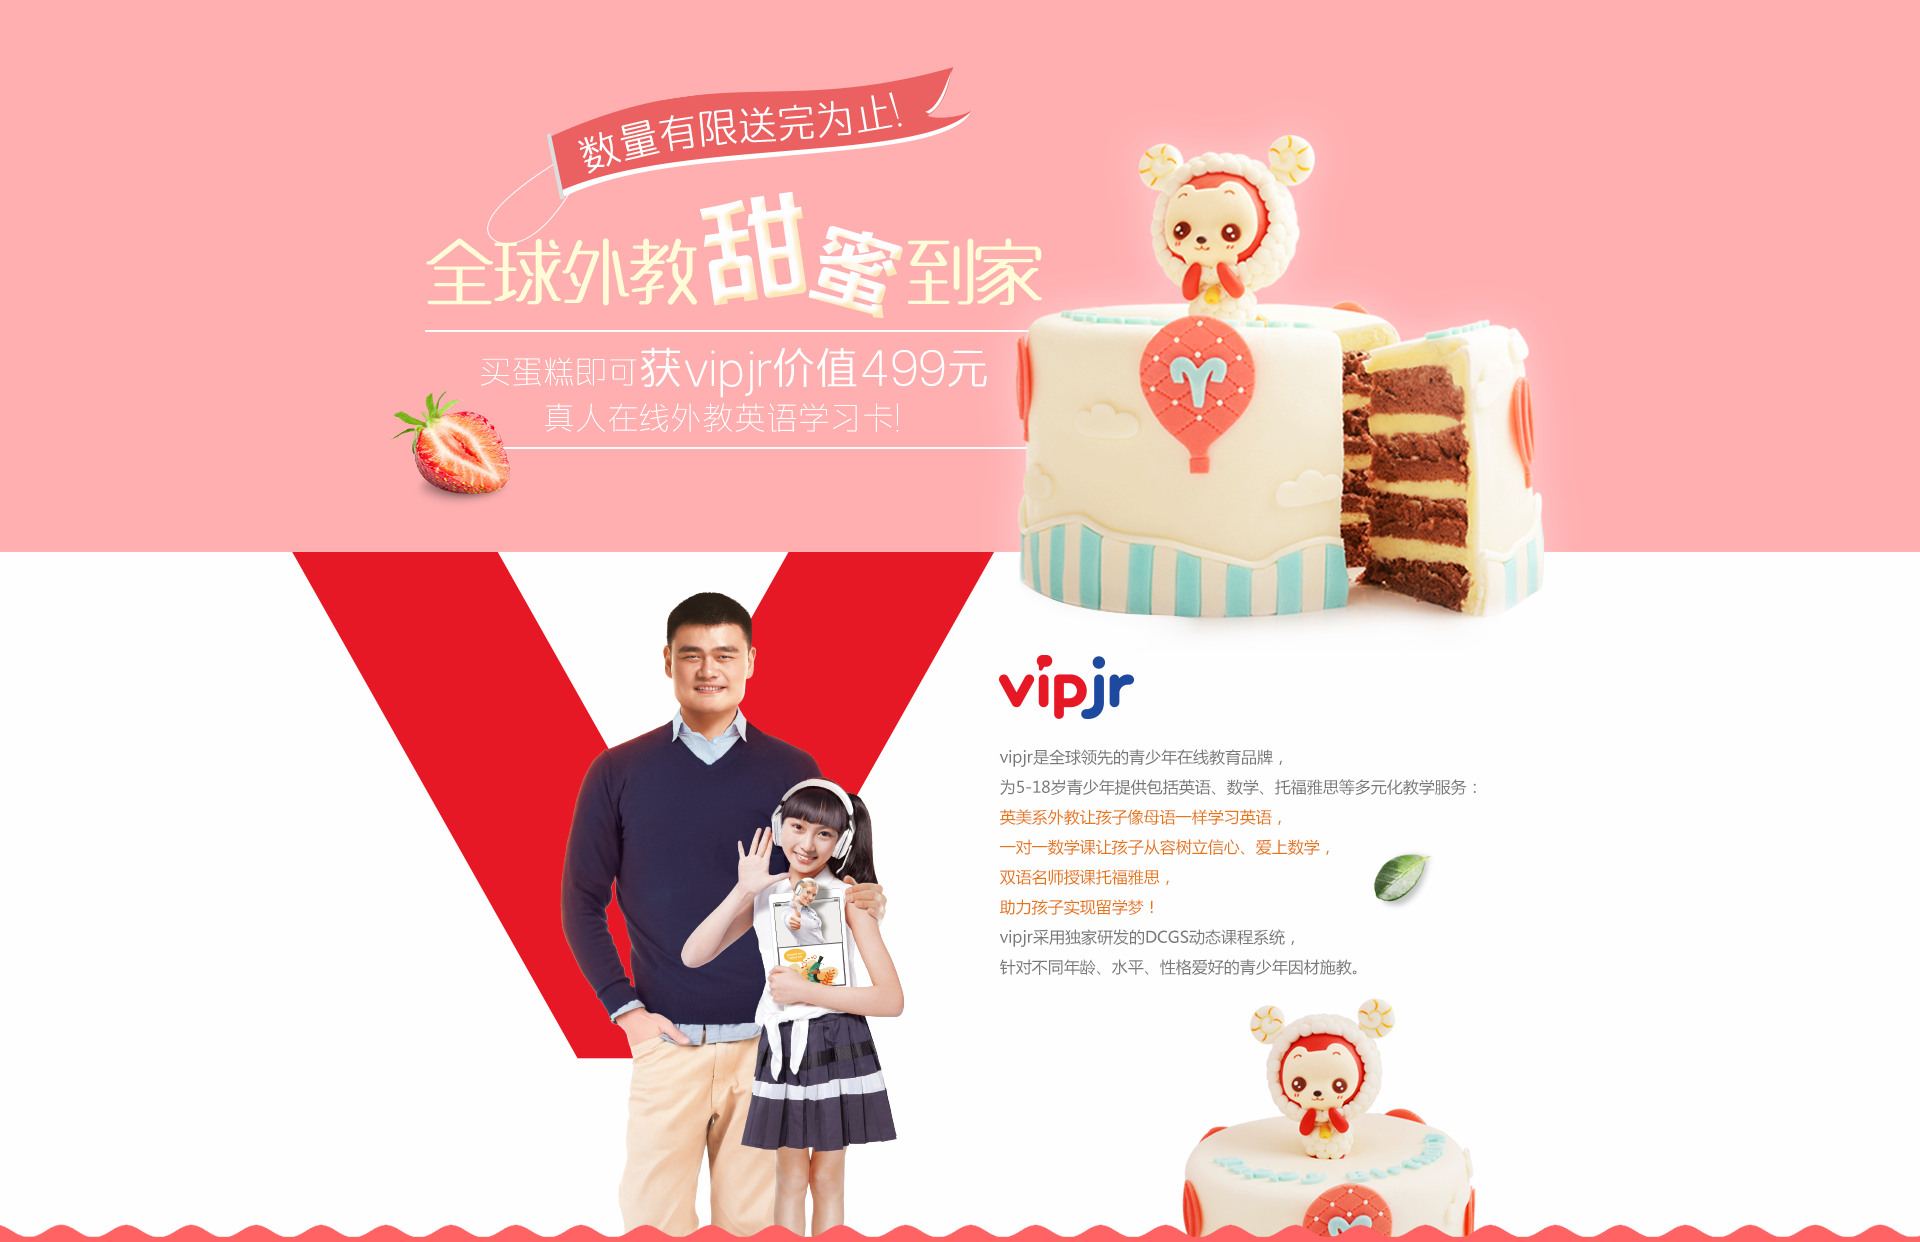 数量有限送完为止!
全球外教甜蜜到家
买蛋糕即可获vipjr价值499元
真人在线外教英语学习卡!
vipjr
vipjr是全球领先的青少年在线教育品牌，
为5-18岁青少年提供包括英语、数学、托福雅思等多元化教学服务：
英美系外教让孩子像母语一样学习英语，
一对一数学课让孩子从容树立信心、爱上数学，
双语名师授课托福雅思，
助力孩子实现留学梦！
vipjr采用独家研发的DCGS动态课程系统，
针对不同年龄、水平、性格爱好的青少年因材施教。